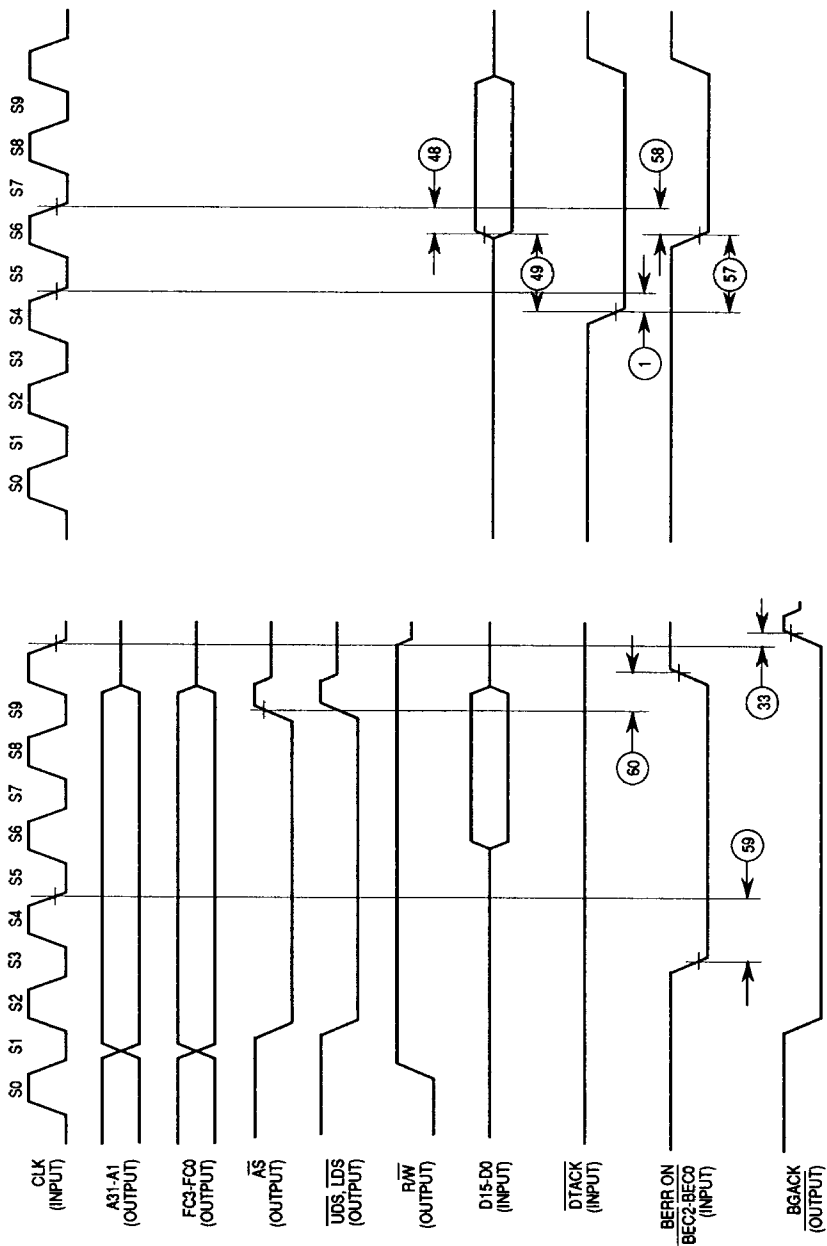 S0 S1 S2 S3 S4 S5 S6 S7 S8 S9
S0 S1 S2 S3 S4 S5 S6 S7 S8 S9
CLK
(INPUT)
A31-A1
(OUTPUT)
FC3-FC0
(OUTPUT)
AS
(OUTPUT)
UDS, LDS
(OUTPUT)
R/W
(OUTPUT)
D15-D0
(INPUT)
48
49
DTACK
(INPUT)
1
60
58
BERR ON
BEC2-BEC0
(INPUT)
59
57
33
BGACK
(OUTPUT)